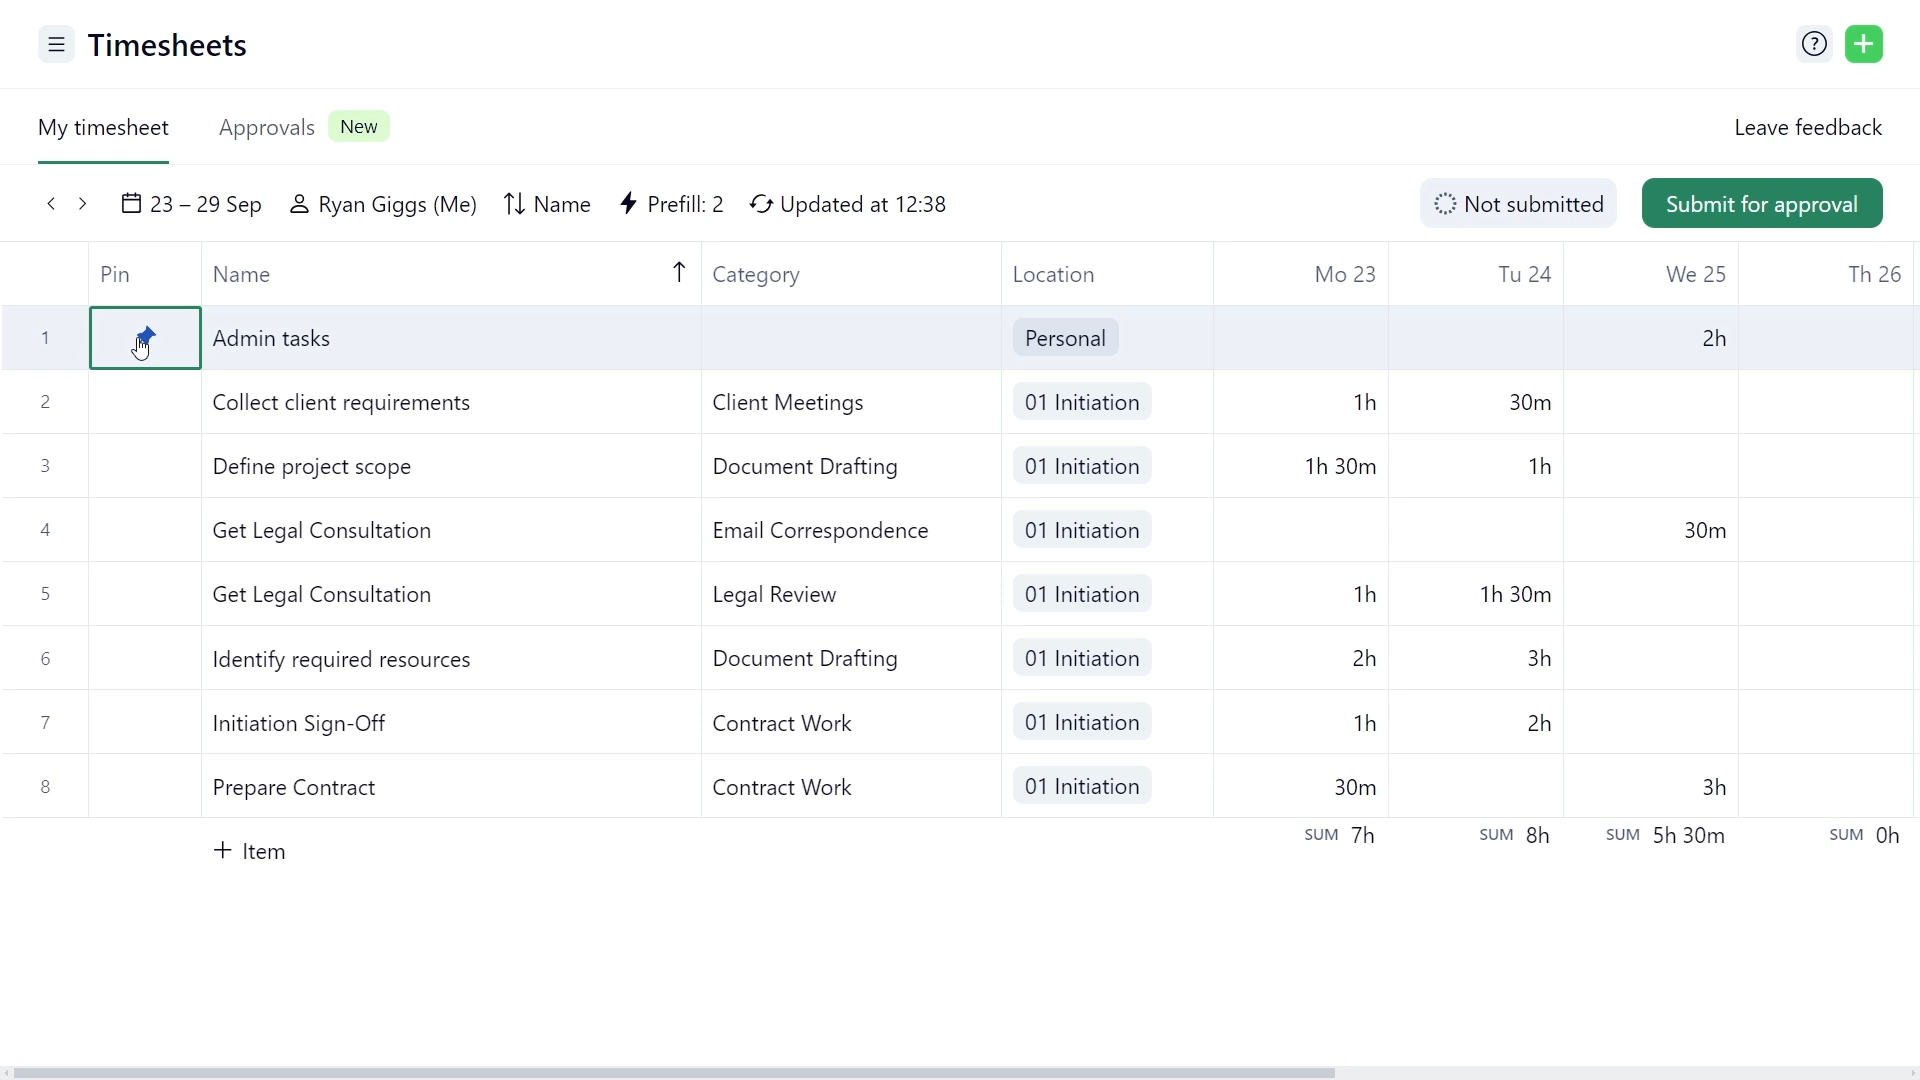 Timesheets
My timesheet Approvals New Leave feedback
23 – 29 Sep Ryan Giggs (Me) Name Prefill: 2 Updated at 12:38 Not submitted Submit for approval
Pin Name Category Location Mo 23 Tu 24 We 25 Th 26
1 Admin tasks Personal 2h
2 Collect client requirements Client Meetings 01 Initiation 1h 30m
3 Define project scope Document Drafting 01 Initiation 1h 30m 1h
4 Get Legal Consultation Email Correspondence 01 Initiation 30m
5 Get Legal Consultation Legal Review 01 Initiation 1h 1h 30m
6 Identify required resources Document Drafting 01 Initiation 2h 3h
7 Initiation Sign-Off Contract Work 01 Initiation 1h 2h
8 Prepare Contract Contract Work 01 Initiation 30m 3h
SUM 7h SUM 8h SUM 5h 30m SUM 0h
+ Item